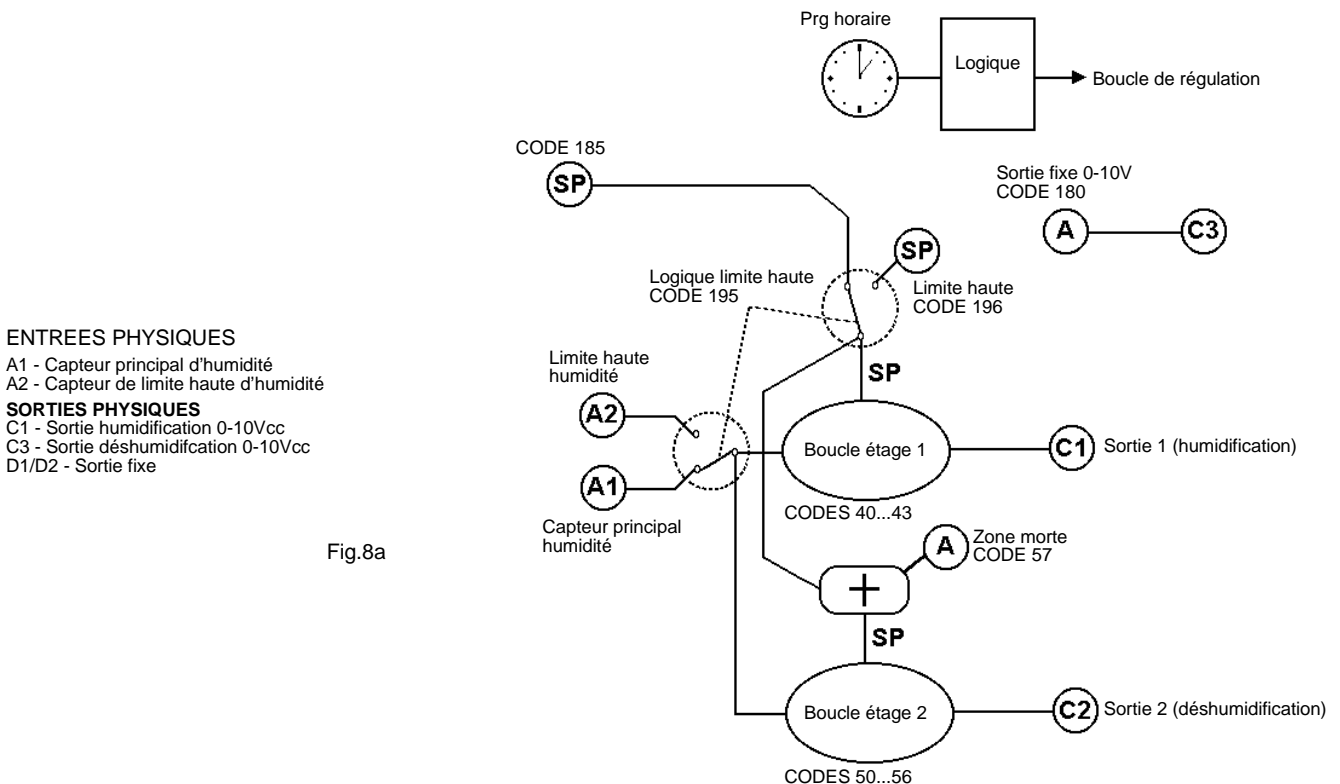 Prg horaire
Logique
Boucle de régulation
CODE 185
SP
Sortie fixe 0-10V
CODE 180
A
C3
SP
Logique limite haute
CODE 195
Limite haute
CODE 196
ENTREES PHYSIQUES
A1 - Capteur principal d'humidité
A2 - Capteur de limite haute d'humidité
SORTIES PHYSIQUES
C1 - Sortie humidification 0-10Vcc
C3 - Sortie déshumidifcation 0-10Vcc
D1/D2 - Sortie fixe
Limite haute
humidité
SP
A2
Boucle étage 1
C1
Sortie 1 (humidification)
A1
CODES 40...43
Capteur principal
humidité
Fig.8a
A
Zone morte
CODE 57
+
SP
Boucle étage 2
C2
Sortie 2 (déshumidification)
CODES 50...56